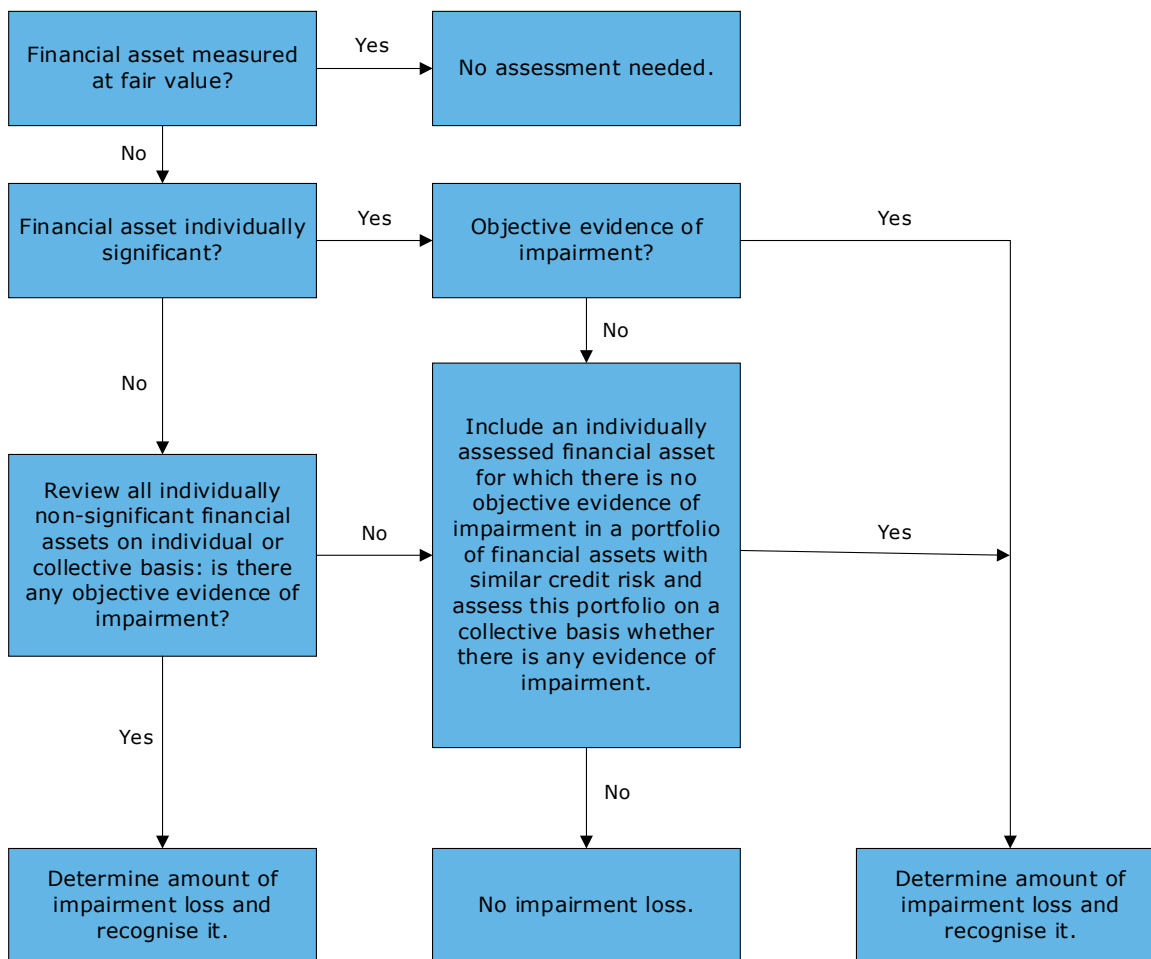 Financial asset measured
at fair value?
Yes
No assessment needed.
No
Financial asset individually
significant?
Yes
Objective evidence of
impairment?
Yes
No
No
Review all individually
non-significant financial
assets on individual or
collective basis: is there
any objective evidence of
impairment?
No
Include an individually
assessed financial asset
for which there is no
objective evidence of
impairment in a portfolio
of financial assets with
similar credit risk and
assess this portfolio on a
collective basis whether
there is any evidence of
impairment.
Yes
Yes
No
Determine amount of
impairment loss and
recognise it.
No impairment loss.
Determine amount of
impairment loss and
recognise it.